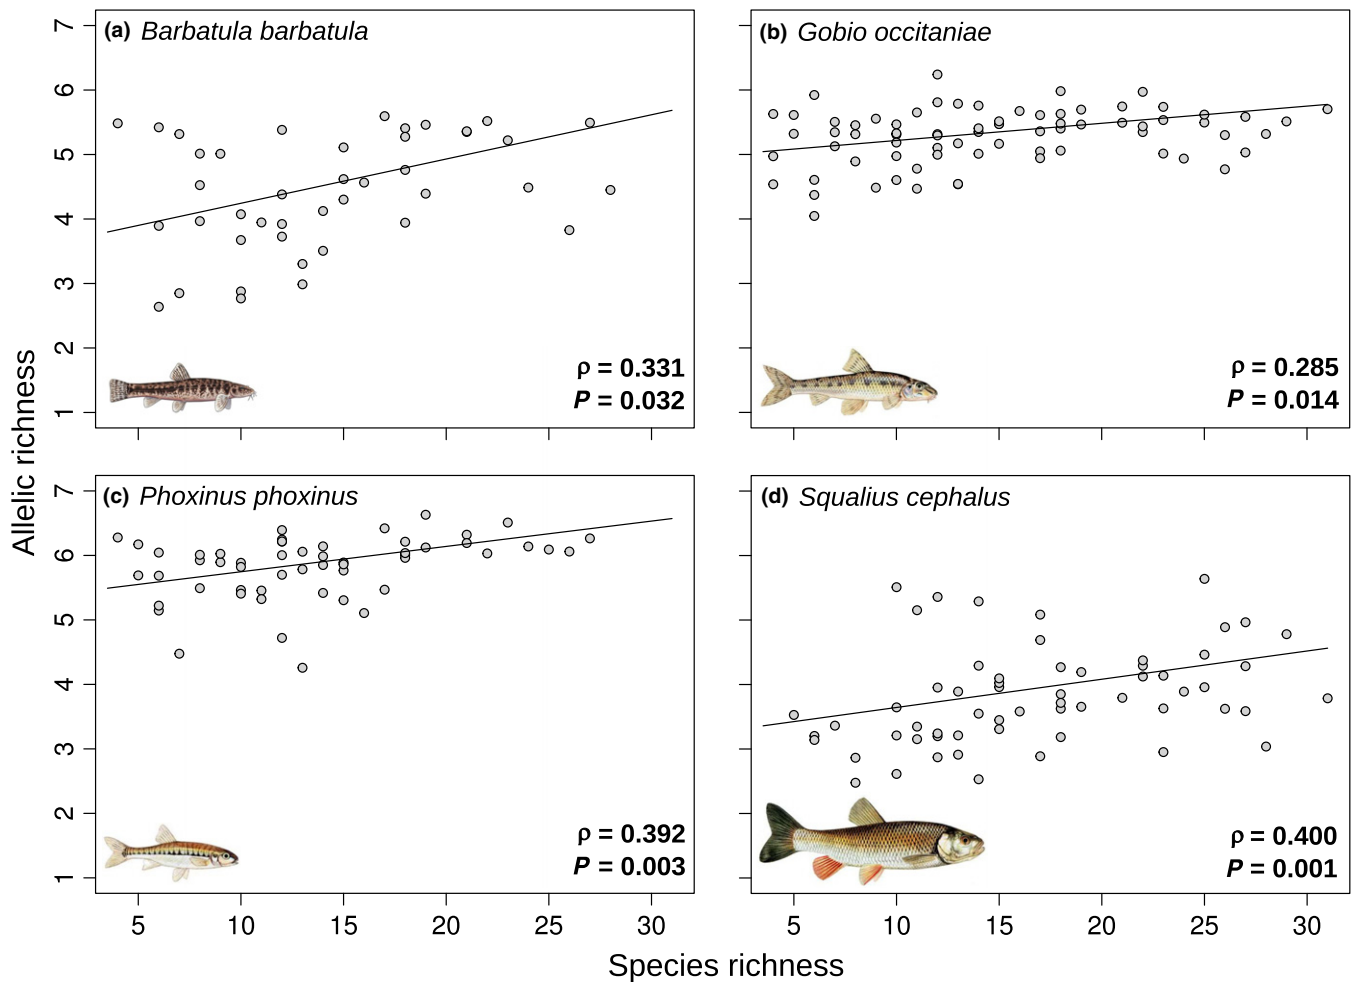 (a) Barbatula barbatula
7
6
5
4
3
2
1
ρ = 0.331
P = 0.032
(b) Gobio occitaniae
ρ = 0.285
P = 0.014
Allelic richness
(c) Phoxinus phoxinus
7
6
5
4
3
2
1
ρ = 0.392
P = 0.003
5 10 15 20 25 30
(d) Squalius cephalus
ρ = 0.400
P = 0.001
5 10 15 20 25 30
Species richness